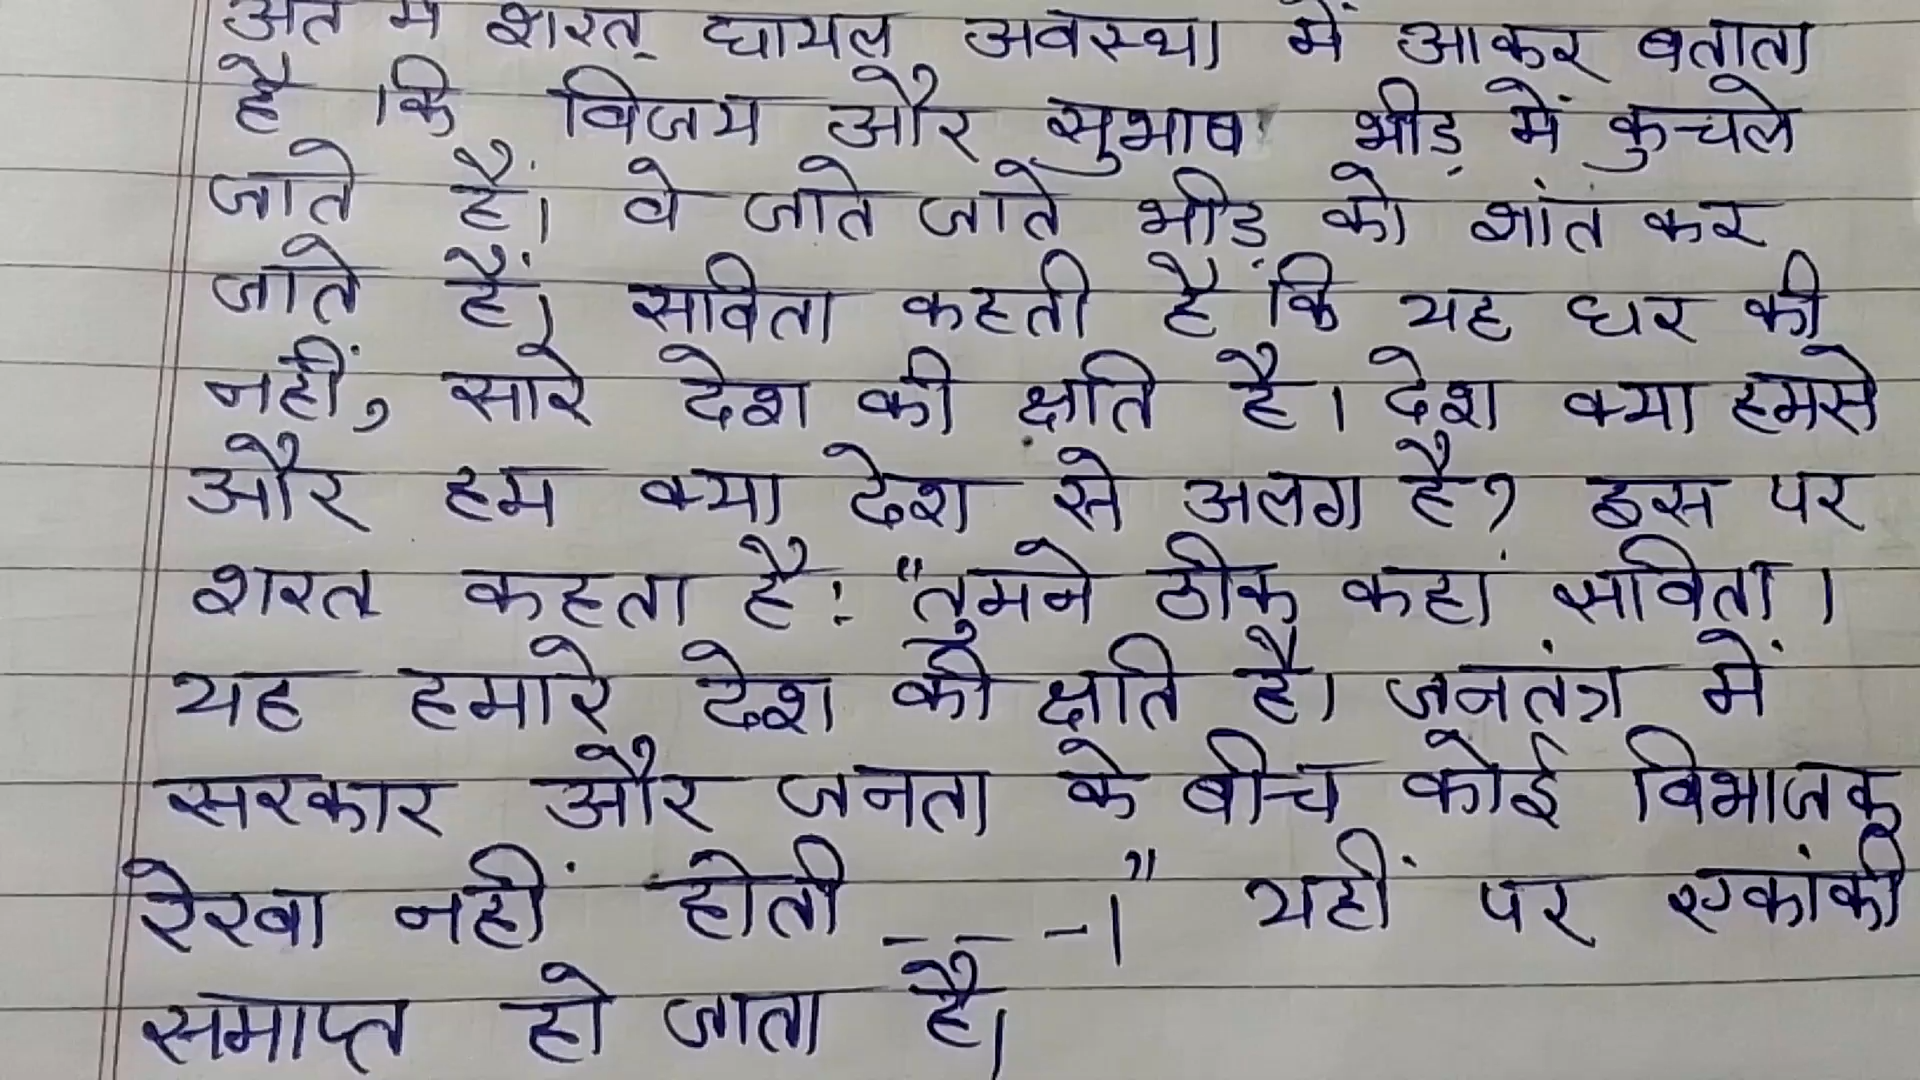 अंत में शरत् घायल अवस्था में आकर बताता
है कि विजय और सुभाष भीड़ में कुचले
जाते हैं। वे जाते जाते भीड़ को शांत कर
जाते हैं। सविता कहती है कि यह घर की
नहीं, सारे देश की क्षति है। देश क्या हमसे
और हम क्या देश से अलग है? इस पर
शरत कहता है: "तुमने ठीक कहां सविता।
यह हमारे देश की क्षति है। जनतंत्र में
सरकार और जनता के बीच कोई विभाजक
रेखा नहीं होती _ _ _ -।" यहीं पर एकांकी
समाप्त हो जाता है।